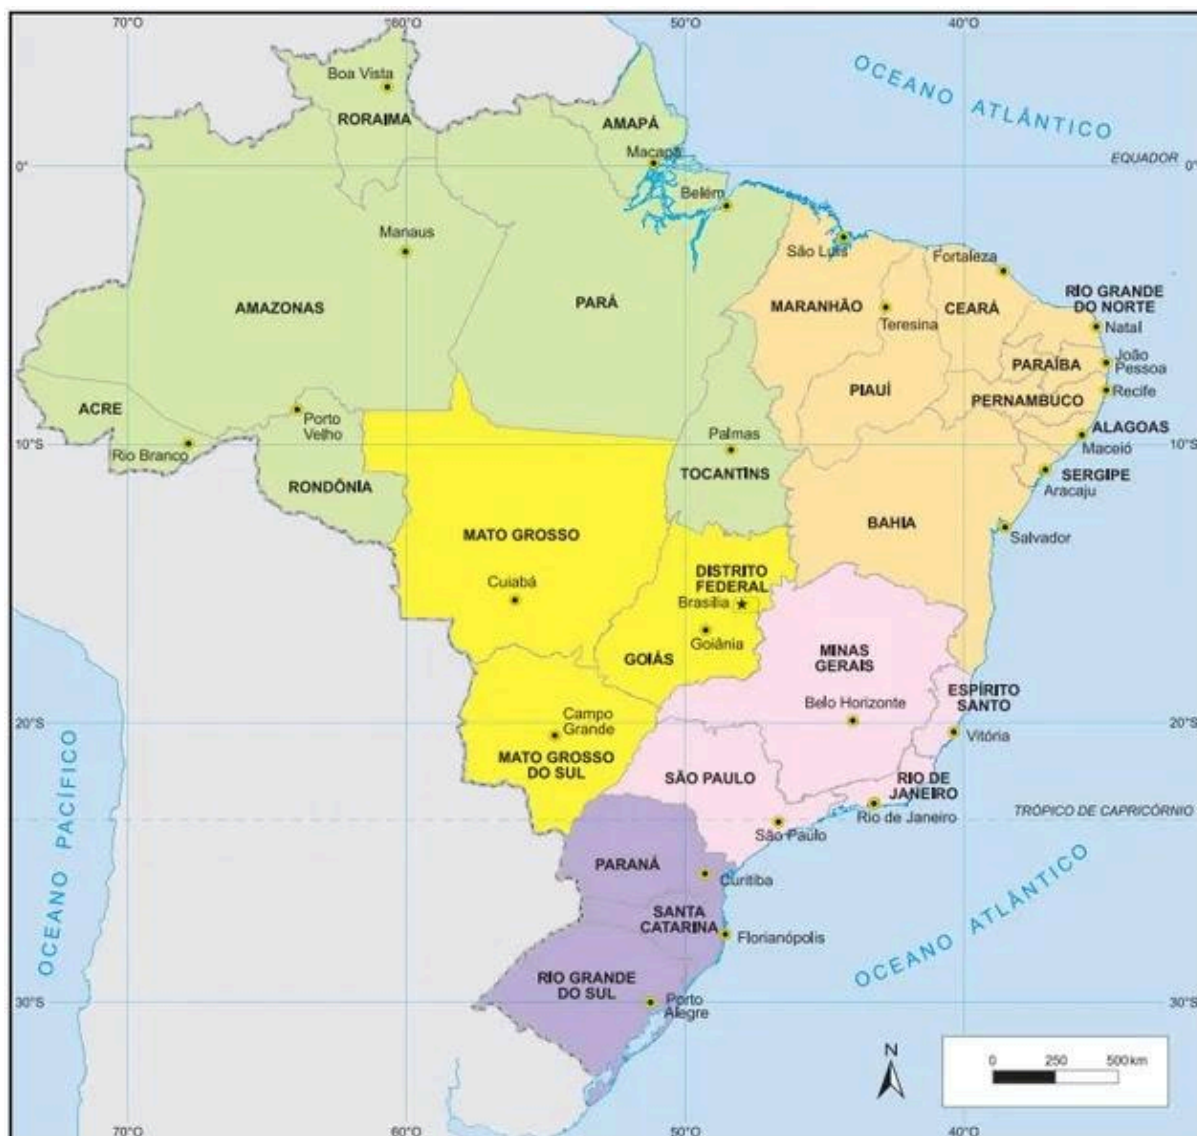 70°O
60°O
50°O
40°O
OCEANO ATLÂNTICO
Boa Vista
RORAIMA
AMAPÁ
Macapá
EQUADOR
0°
0°
Belém
Manaus
São Luís
Fortaleza
AMAZONAS
PARÁ
MARANHÃO
CEARÁ
RIO GRANDE
DO NORTE
Teresina
Natal
PARAÍBA
João
Pessoa
PIAUÍ
PERNAMBUCO
Recife
ACRE
Porto
Velho
ALAGOAS
Maceió
10°S
10°S
Rio Branco
Palmas
TOCANTINS
SERGIPE
Aracaju
RONDÔNIA
BAHIA
Salvador
MATO GROSSO
Cuiabá
DISTRITO
FEDERAL
Brasília
Goiânia
GOIÁS
MINAS
GERAIS
Belo Horizonte
ESPÍRITO
SANTO
Vitória
20°S
20°S
Campo
Grande
MATO GROSSO
DO SUL
SÃO PAULO
RIO DE
JANEIRO
Rio de Janeiro
TRÓPICO DE CAPRICÓRNIO
São Paulo
OCEANO PACÍFICO
PARANÁ
Curitiba
SANTA
CATARINA
Florianópolis
OCEANO ATLÂNTICO
RIO GRANDE
DO SUL
Porto
Alegre
30°S
30°S
N
0 250 500 km
70°O
60°O
50°O
40°O